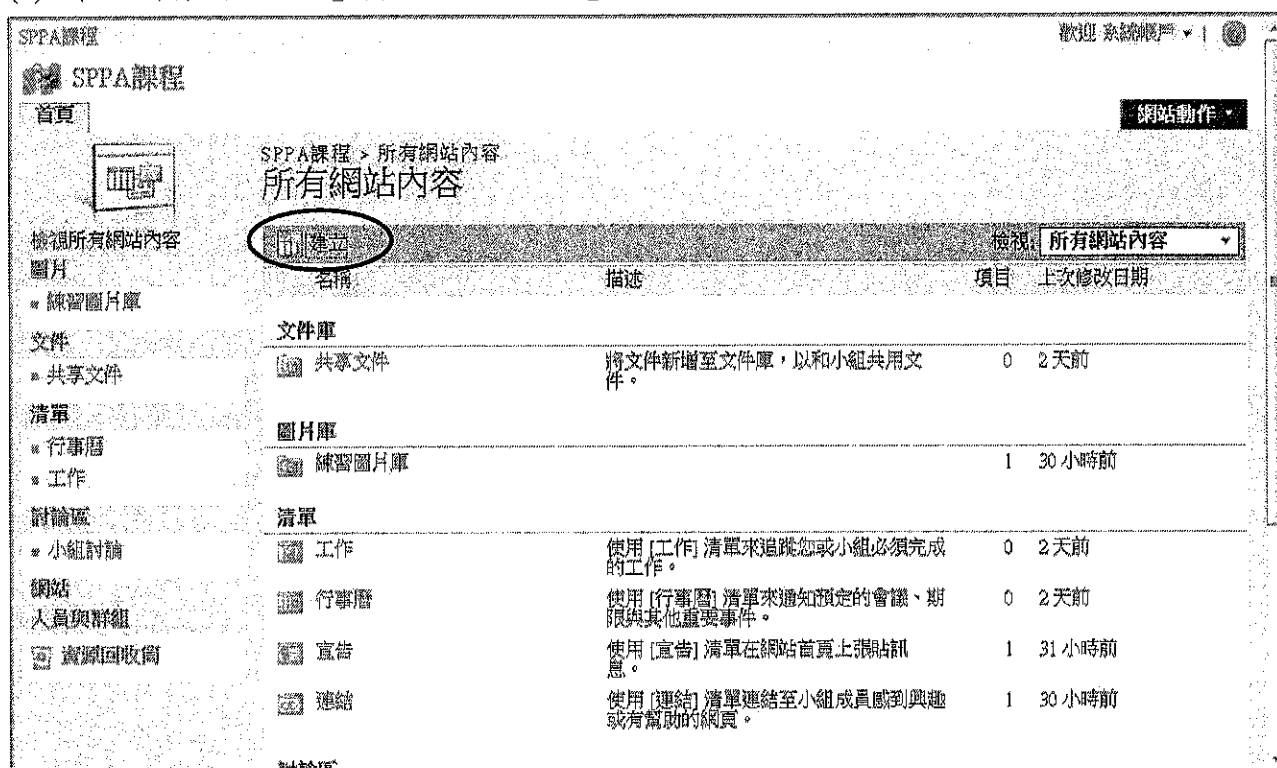 SPPA課程
歡迎 系統帳戶 |
SPPA課程
首頁
網站動作
SPPA課程 > 所有網站內容
所有網站內容
檢視所有網站內容
圖片
練習圖片庫
文件
共享文件
清單
行事曆
工作
討論區
小組討論
網站
人員與群組
資源回收筒
建立
檢視: 所有網站內容
名稱 描述 項目 上次修改日期
文件庫
共享文件 將文件新增至文件庫，以和小組共用文 0 2 天前
件。
圖片庫
練習圖片庫 1 30 小時前
清單
工作 使用 [工作] 清單來追蹤您或小組必須完成 0 2 天前
的工作。
行事曆 使用 [行事曆] 清單來通知預定的會議、期 0 2 天前
限與其他重要事件。
宣告 使用 [宣告] 清單在網站首頁上張貼訊 1 31 小時前
息。
連結 使用 [連結] 清單連結至小組成員感到興趣 1 30 小時前
或有幫助的網頁。